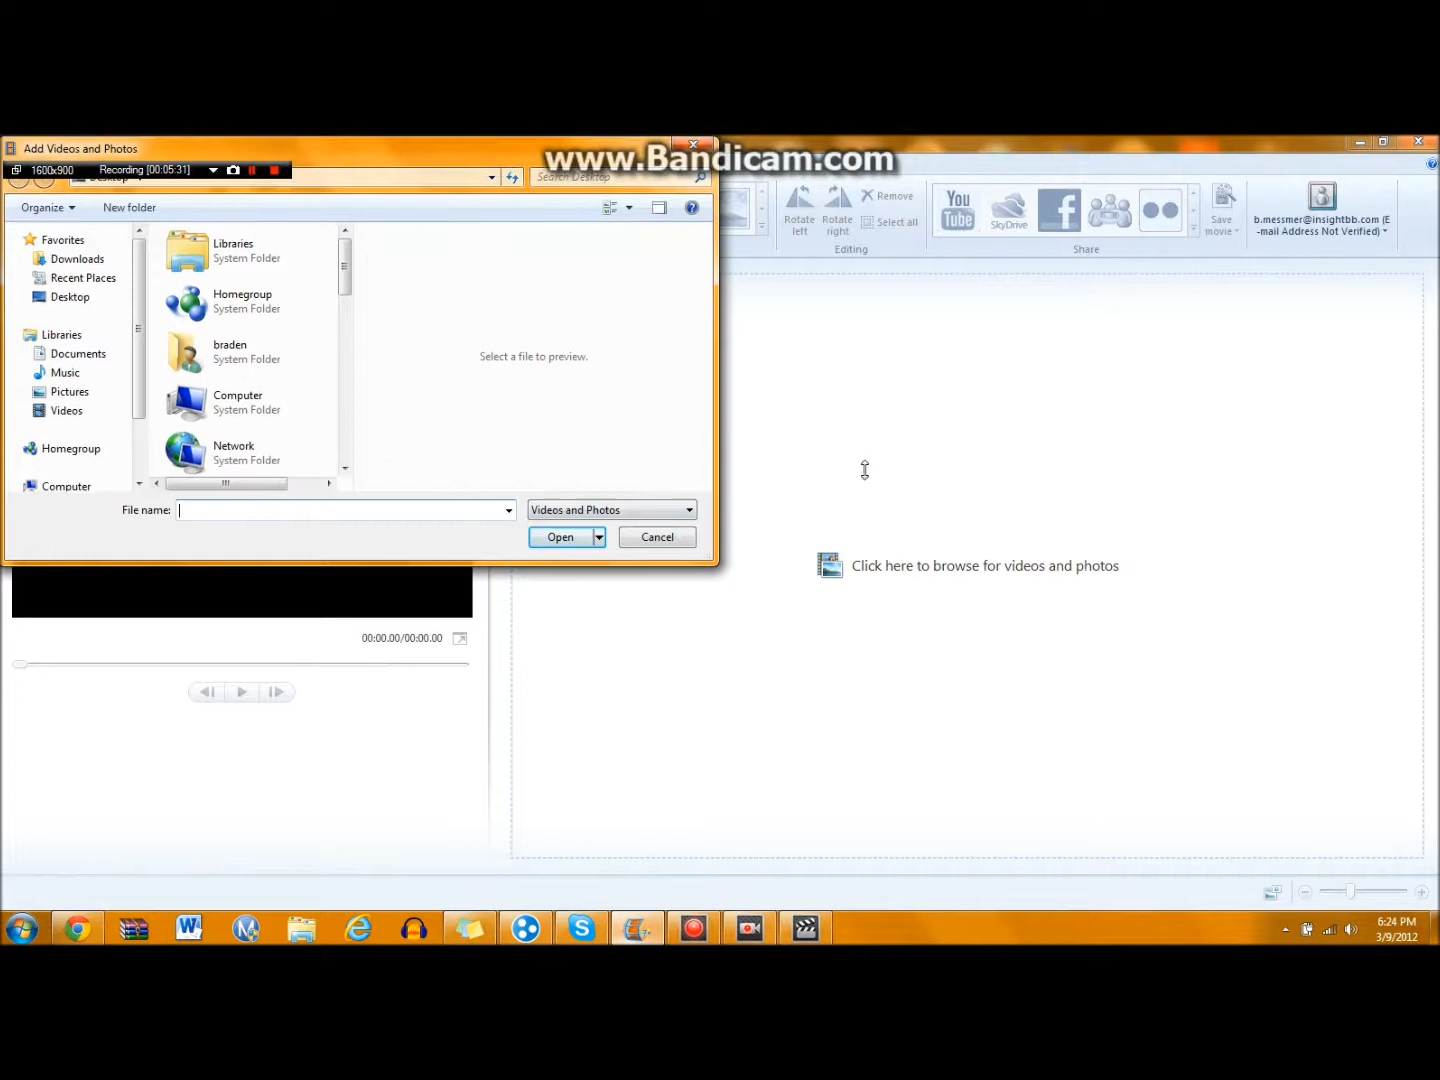 Add Videos and Photos
www.Bandicam.com
1600x900
Recording [00:05:31]
Search Desktop
Organize
New folder
Favorites
Downloads
Recent Places
Desktop
Libraries
Documents
Music
Pictures
Videos
Homegroup
Computer
Libraries
System Folder
Homegroup
System Folder
braden
System Folder
Computer
System Folder
Network
System Folder
Select a file to preview.
File name:
Videos and Photos
Open
Cancel
Rotate left
Rotate right
Remove
Select all
Editing
You Tube
SkyDrive
Share
Save movie
b.messmer@insightbb.com (E
-mail Address Not Verified)
Click here to browse for videos and photos
00:00.00/00:00.00
6:24 PM
3/9/2012